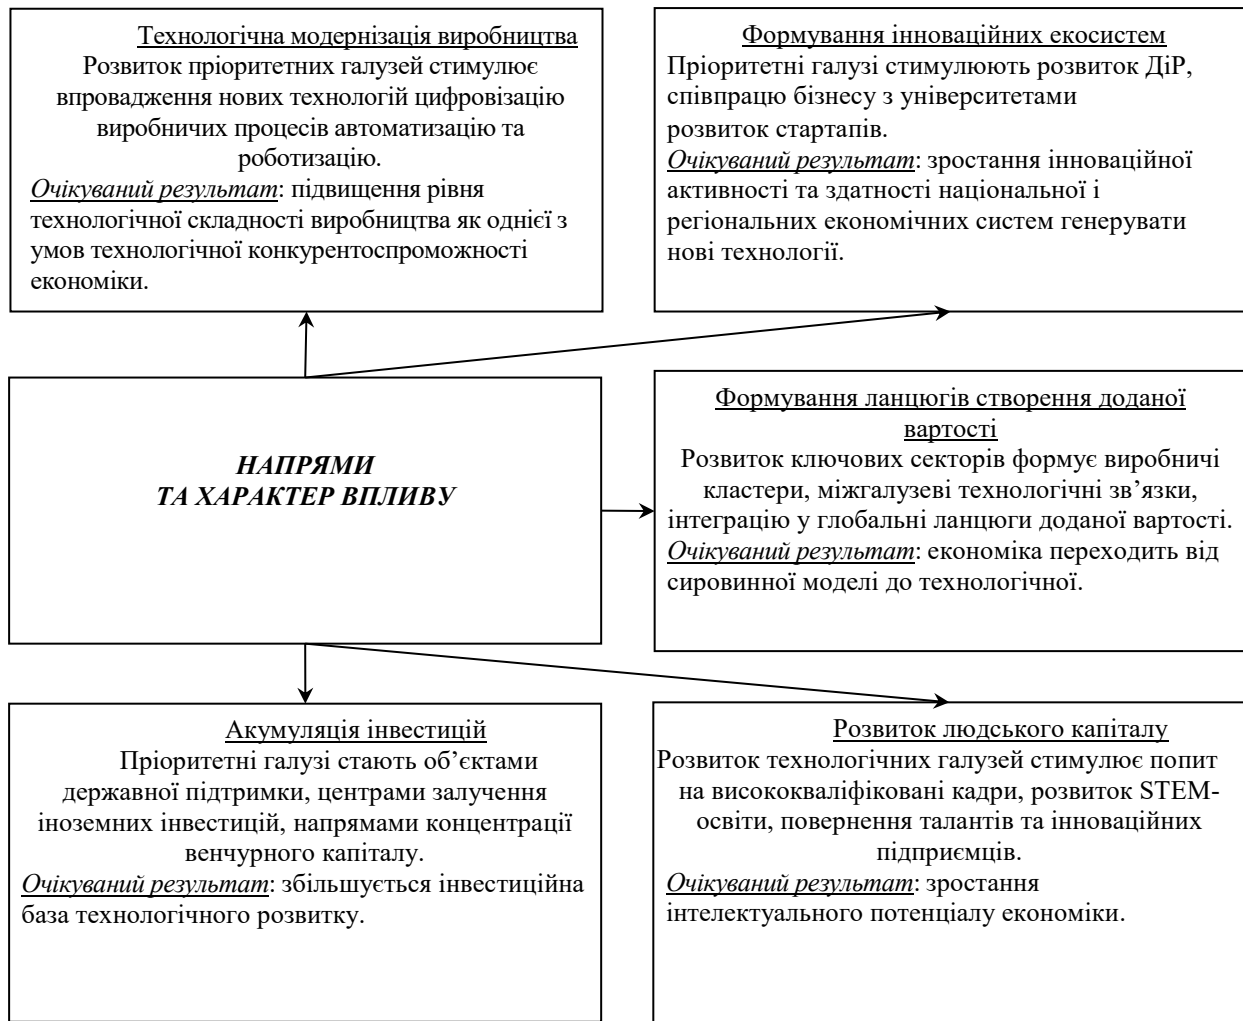 Технологічна модернізація виробництва
Розвиток пріоритетних галузей стимулює
впровадження нових технологій цифровізацію
виробничих процесів автоматизацію та
роботизацію.
Очікуваний результат: підвищення рівня
технологічної складності виробництва як однієї з
умов технологічної конкурентоспроможності
економіки.
Формування інноваційних екосистем
Пріоритетні галузі стимулюють розвиток ДіР,
співпрацю бізнесу з університетами
розвиток стартапів.
Очікуваний результат: зростання інноваційної
активності та здатності національної і
регіональних економічних систем генерувати
нові технології.
НАПРЯМИ
ТА ХАРАКТЕР ВПЛИВУ
Формування ланцюгів створення доданої
вартості
Розвиток ключових секторів формує виробничі
кластери, міжгалузеві технологічні зв’язки,
інтеграцію у глобальні ланцюги доданої вартості.
Очікуваний результат: економіка переходить від
сировинної моделі до технологічної.
Акумуляція інвестицій
Пріоритетні галузі стають об’єктами
державної підтримки, центрами залучення
іноземних інвестицій, напрямами концентрації
венчурного капіталу.
Очікуваний результат: збільшується інвестиційна
база технологічного розвитку.
Розвиток людського капіталу
Розвиток технологічних галузей стимулює попит
на висококваліфіковані кадри, розвиток STEM-
освіти, повернення талантів та інноваційних
підприємців.
Очікуваний результат: зростання
інтелектуального потенціалу економіки.